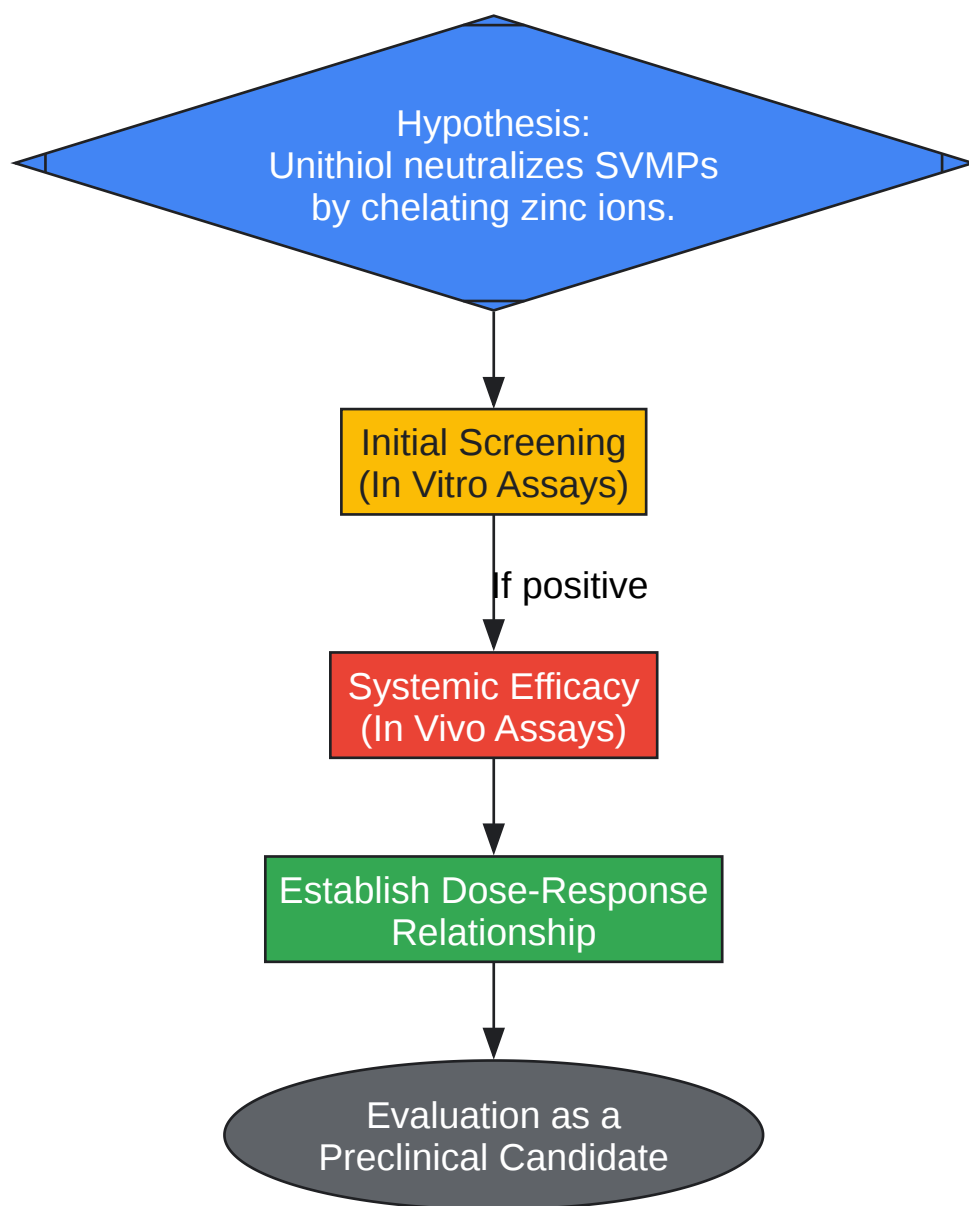 Hypothesis:
Unithiol neutralizes SVMPs
by chelating zinc ions.
Initial Screening
(In Vitro Assays)
If positive
Systemic Efficacy
(In Vivo Assays)
Establish Dose-Response
Relationship
Evaluation as a
Preclinical Candidate